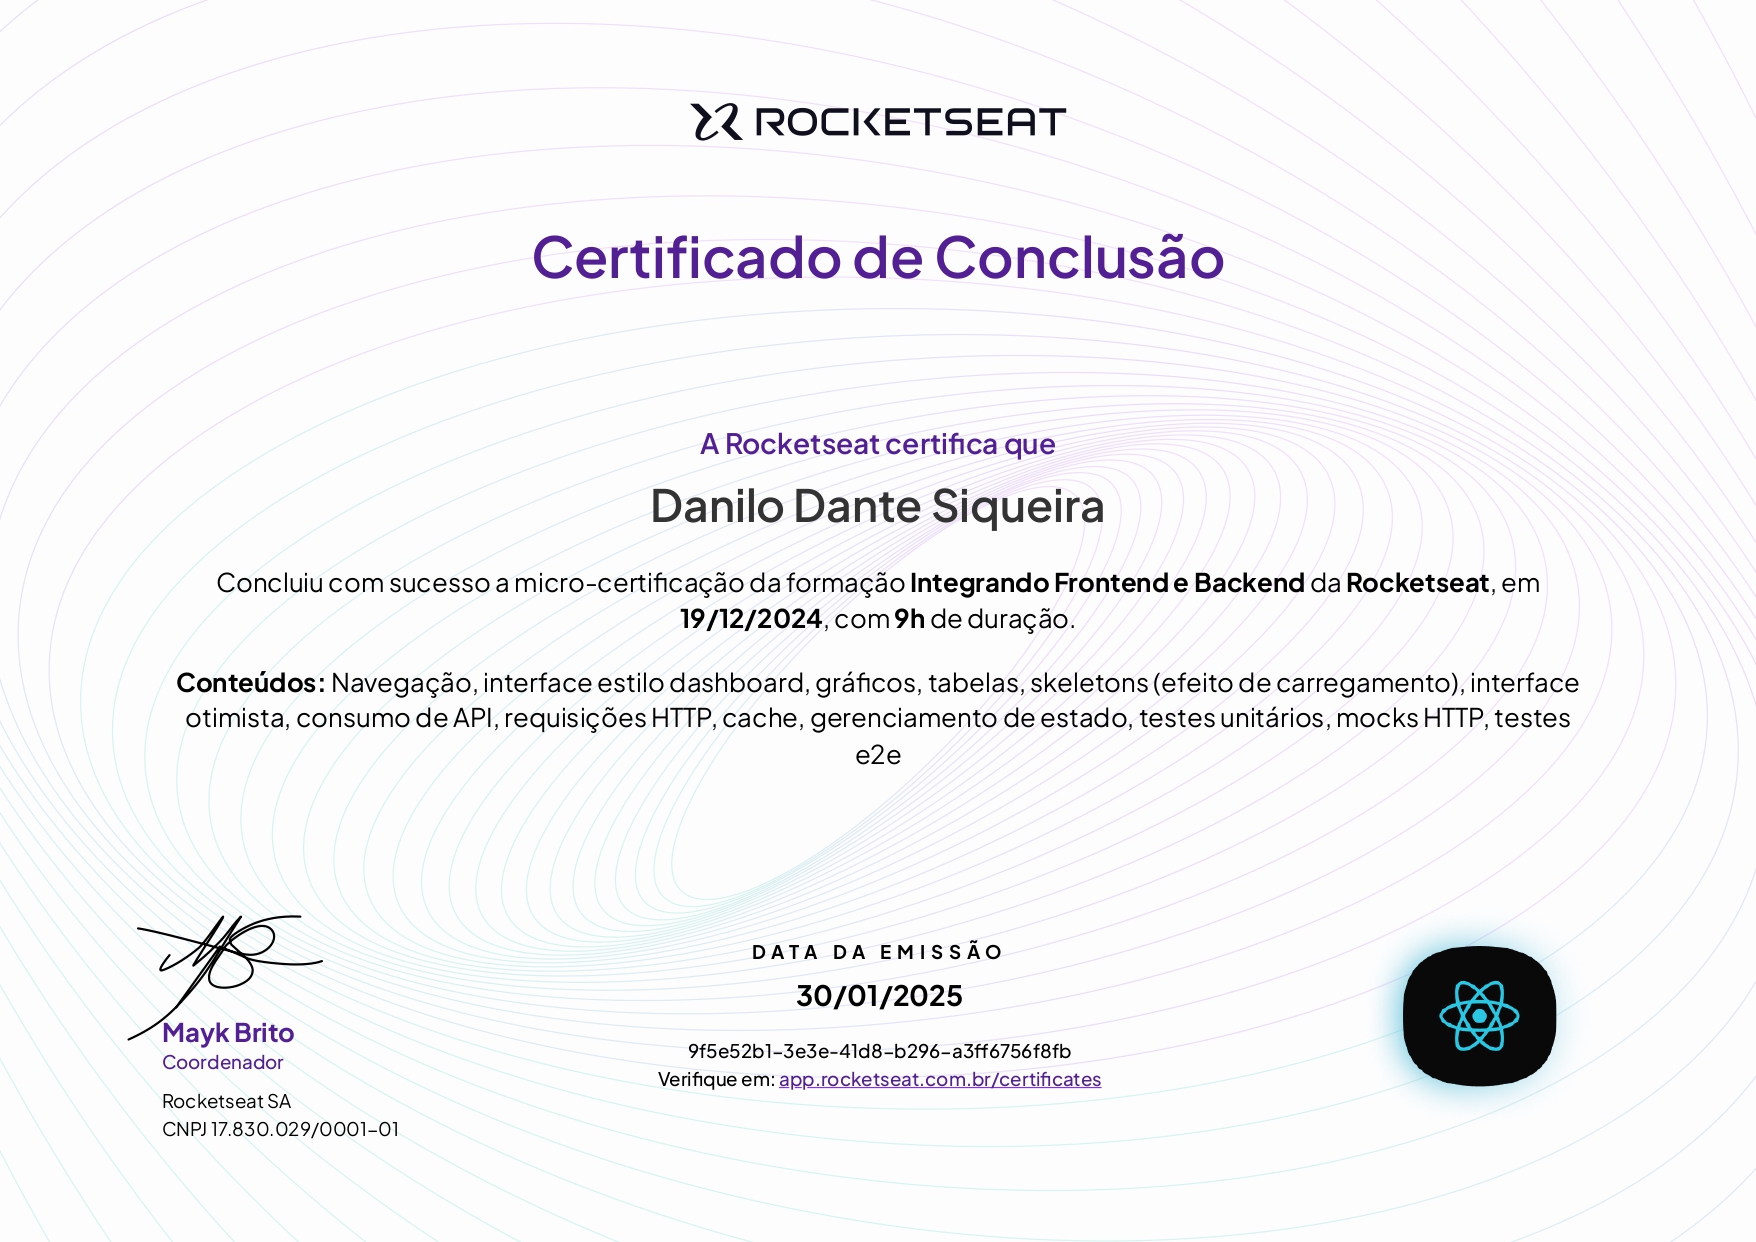 ROCKETSEAT
Certificado de Conclusão
A Rocketseat certifica que
Danilo Dante Siqueira
Concluiu com sucesso a micro-certificação da formação Integrando Frontend e Backend da Rocketseat, em
19/12/2024, com 9h de duração.
Conteúdos: Navegação, interface estilo dashboard, gráficos, tabelas, skeletons (efeito de carregamento), interface
otimista, consumo de API, requisições HTTP, cache, gerenciamento de estado, testes unitários, mocks HTTP, testes
e2e
Mayk Brito
Coordenador
Rocketseat SA
CNPJ 17.830.029/0001-01
DATA DA EMISSÃO
30/01/2025
9f5e52b1-3e3e-41d8-b296-a3ff6756f8fb
Verifique em: app.rocketseat.com.br/certificates